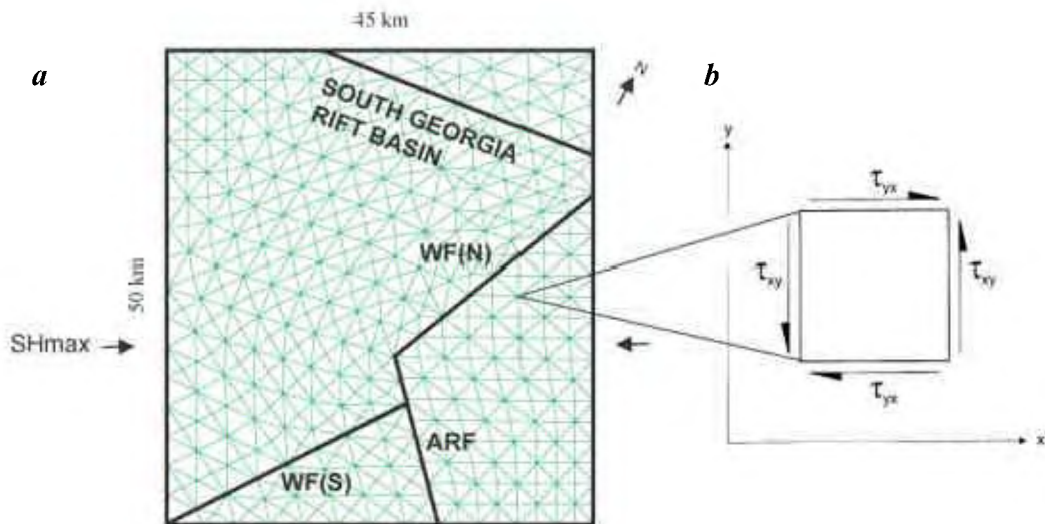 45 km
a
N
b
SOUTH GEORGIA
RIFT BASIN
y
τyx
WF(N)
τxy
τxy
50 km
SHmax
τyx
ARF
WF(S)
x